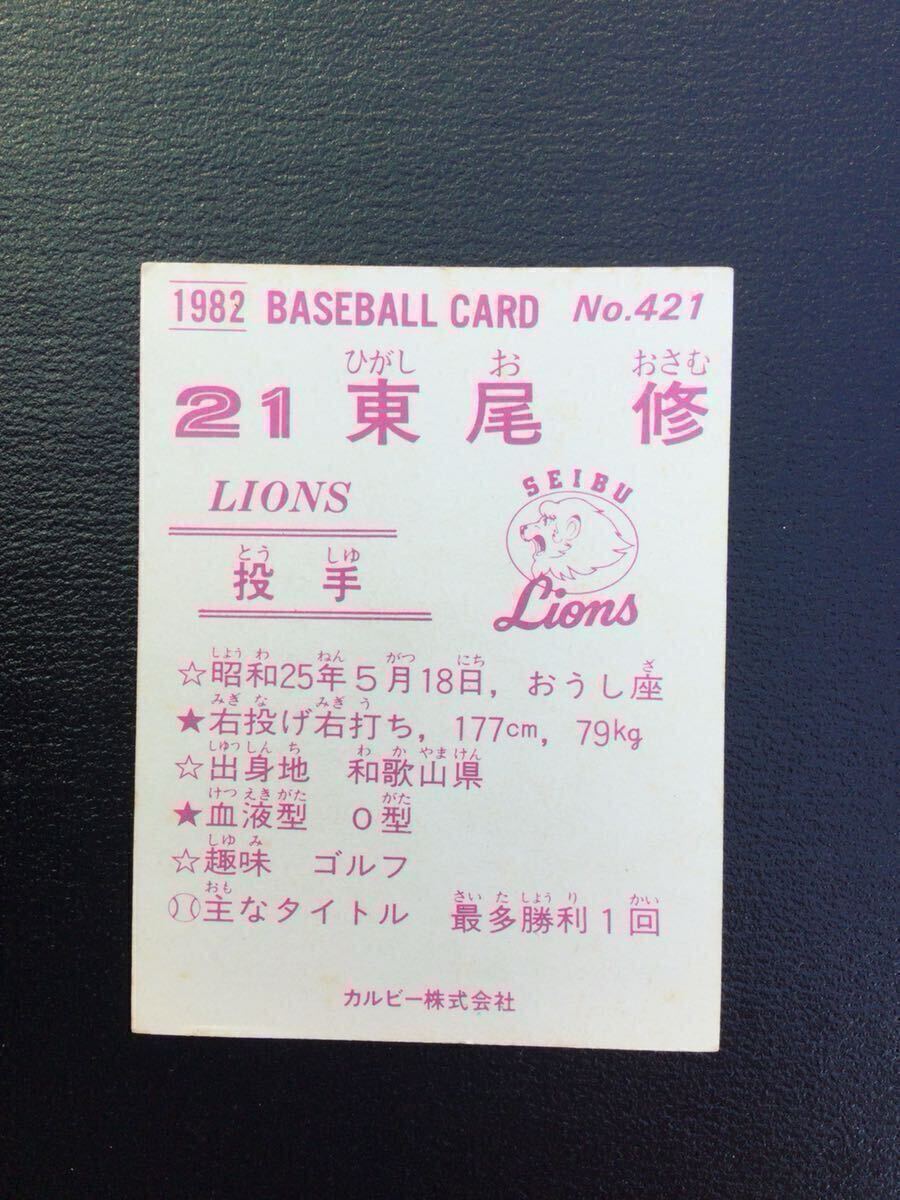 1982 BASEBALL CARD No.421
ひがし お おさむ
21 東尾 修
LIONS
SEIBU
Lions
とう しゅ
投手
しょう わ ねん がつ にち ざ
☆昭和25年5月18日, おうし座
みぎ な みぎ う
★右投げ右打ち, 177cm, 79kg
しゅっしん ち わ か やまけん
☆出身地 和歌山県
けつえきがた がた
★血液型 O型
しゅ み
☆趣味 ゴルフ
おも さい た しょう り かい
主なタイトル 最多勝利1回
カルビー株式会社